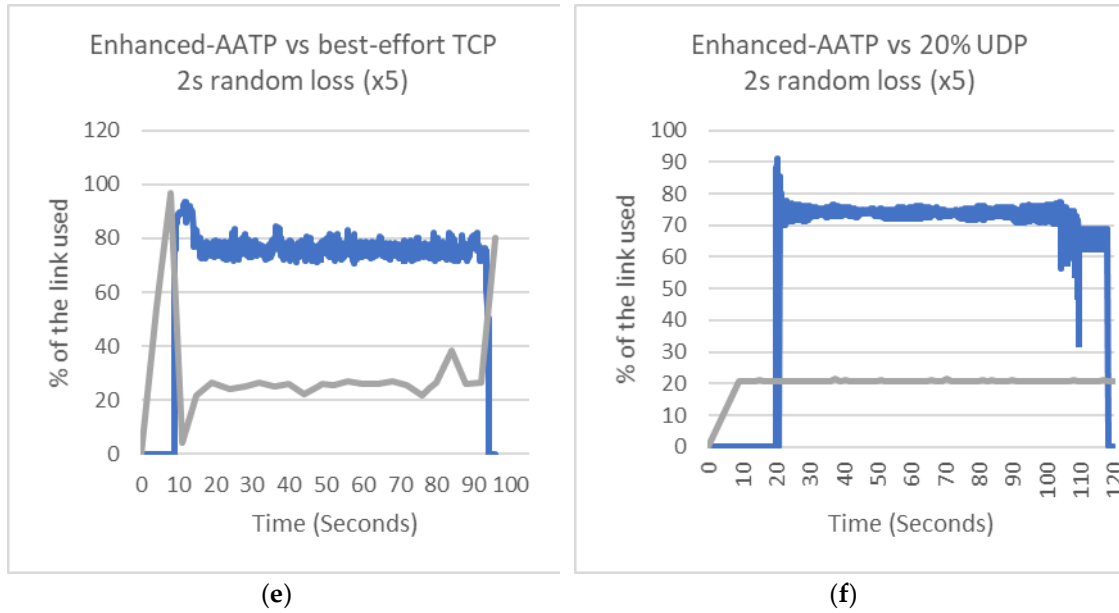 Enhanced-AATP vs best-effort TCP
2s random loss (x5)
120
100
80
60
40
20
0
% of the link used
0 10 20 30 40 50 60 70 80 90 100
Time (Seconds)
(e)
Enhanced-AATP vs 20% UDP
2s random loss (x5)
100
90
80
70
60
50
40
30
20
10
0
% of the link used
0 10 20 30 40 50 60 70 80 90 100 110 120
Time (Seconds)
(f)